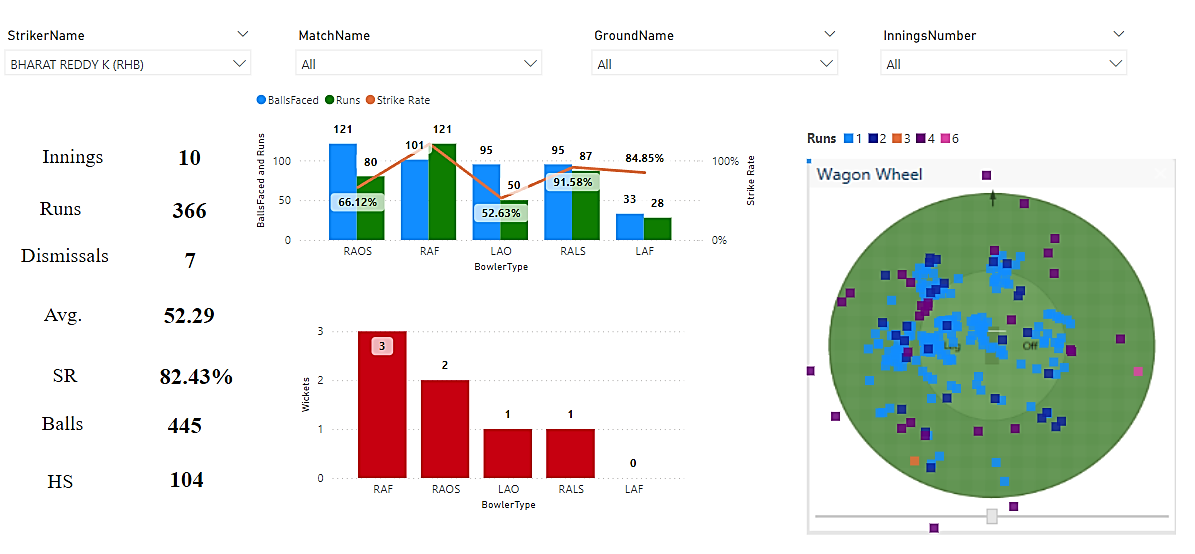 StrikerName
BHARAT REDDY K (RHB)
MatchName
All
GroundName
All
InningsNumber
All
Innings 10
Runs 366
Dismissals 7
Avg. 52.29
SR 82.43%
Balls 445
HS 104
BallsFaced Runs Strike Rate
BallsFaced and Runs
100
50
0
121 80 101 121 95 50 95 87 33 28
66.12% 52.63% 91.58% 84.85%
100%
0%
Strike Rate
RAOS RAF LAO RALS LAF
BowlerType
Wickets
3
2
1
0
3 2 1 1 0
RAF RAOS LAO RALS LAF
BowlerType
Runs 1 2 3 4 6
Wagon Wheel
Leg Off